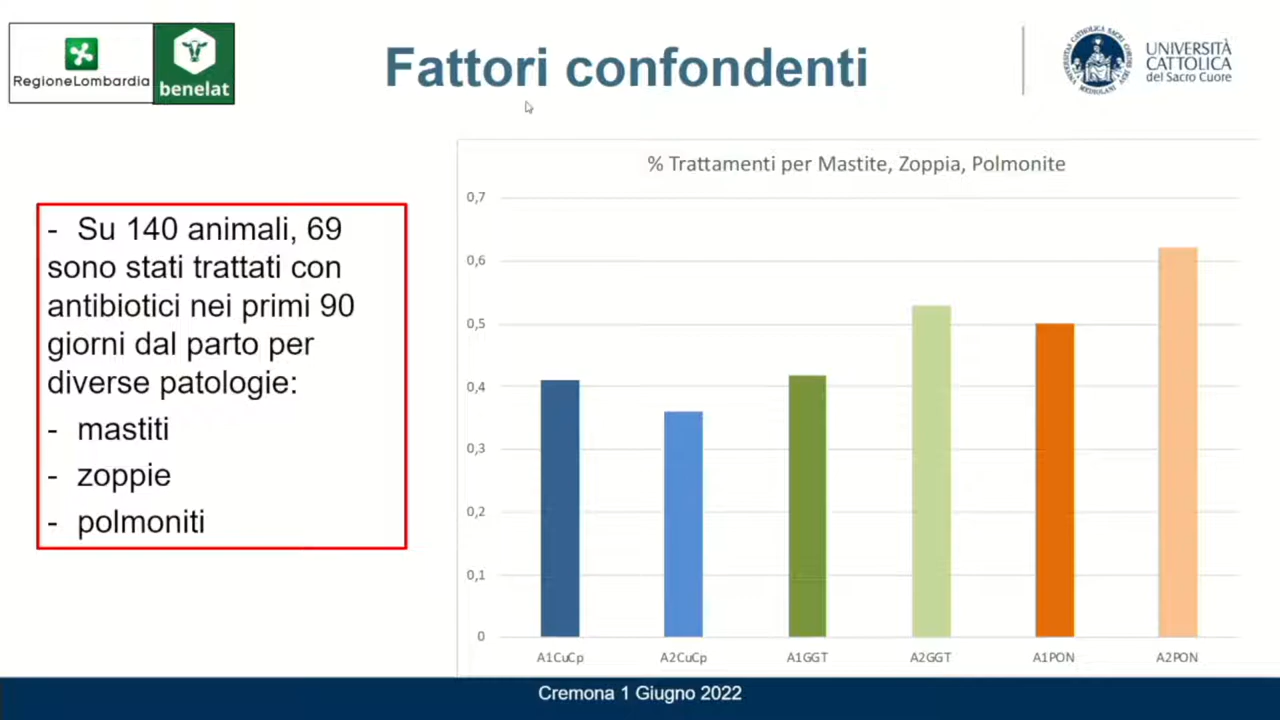 RegioneLombardia
benelat
Fattori confondenti
UNIVERSITÀ
CATTOLICA
del Sacro Cuore
- Su 140 animali, 69
sono stati trattati con
antibiotici nei primi 90
giorni dal parto per
diverse patologie:
- mastiti
- zoppie
- polmoniti
% Trattamenti per Mastite, Zoppia, Polmonite
0,7
0,6
0,5
0,4
0,3
0,2
0,1
0
A1CuCp A2CuCp A1GGT A2GGT A1PON A2PON
Cremona 1 Giugno 2022